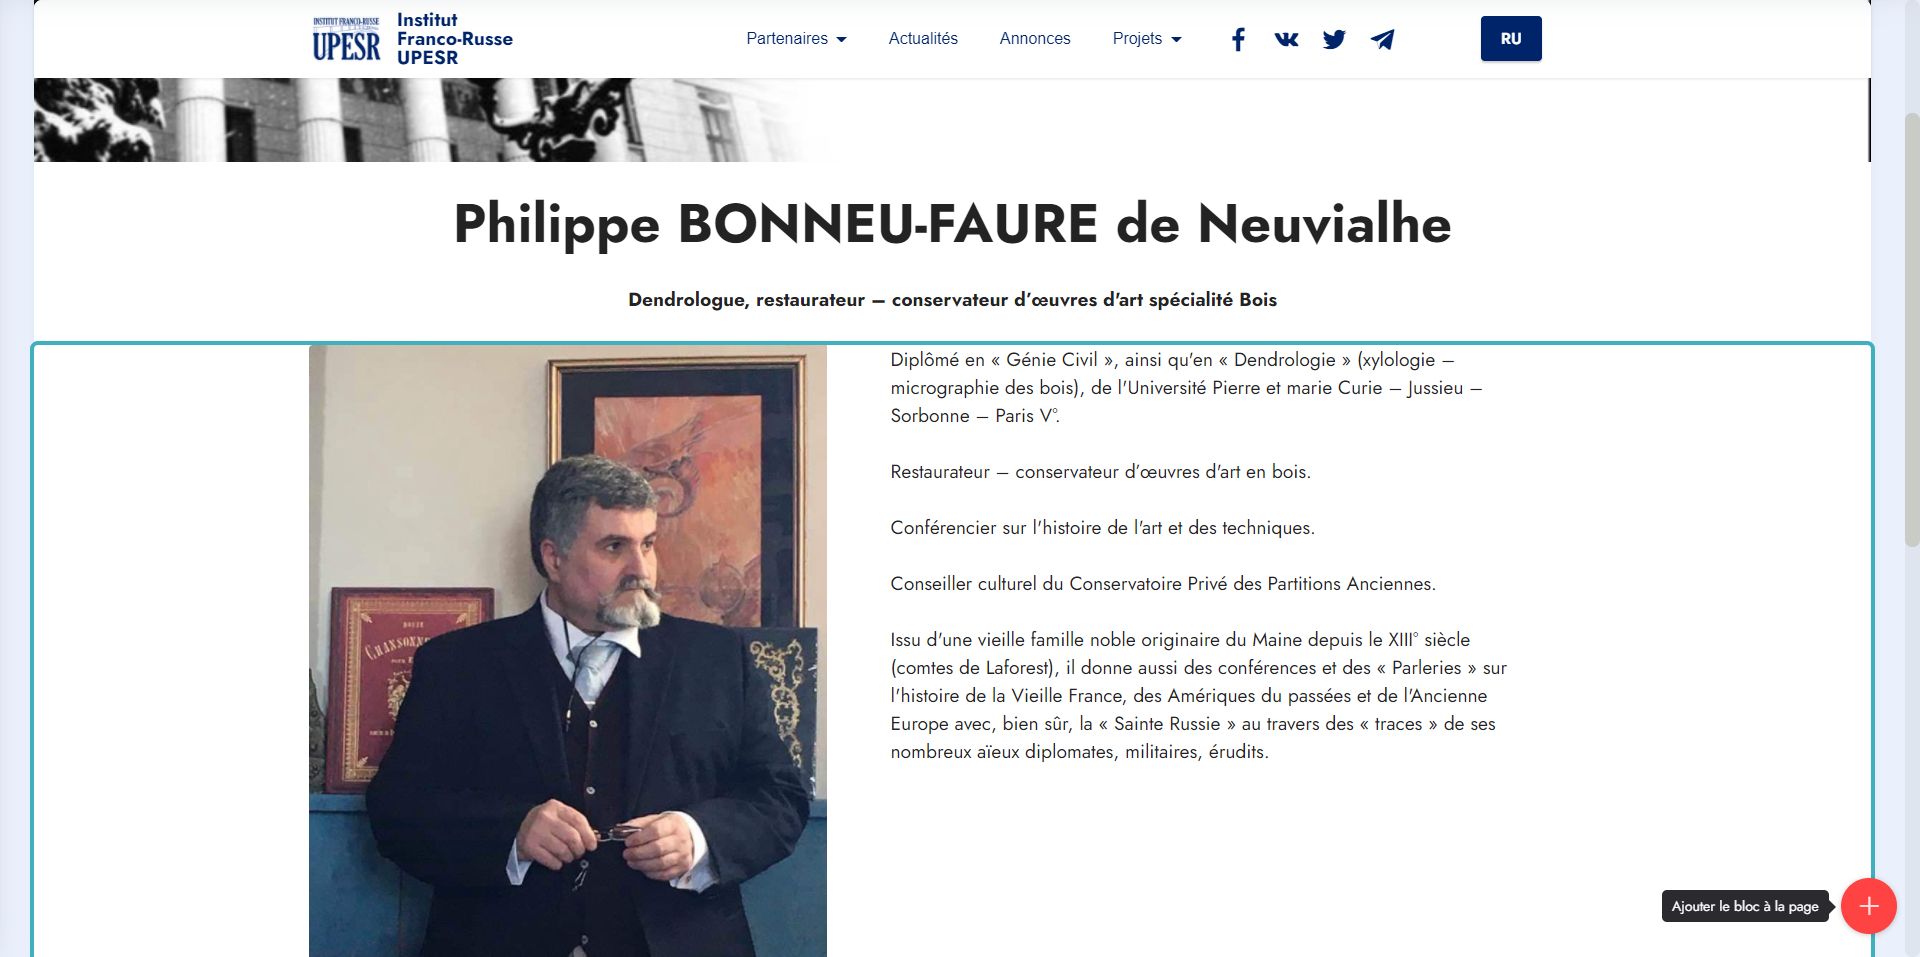 INSTITUT FRANCO-RUSSE
UPESR
Institut
Franco-Russe
UPESR
Partenaires
Actualités
Annonces
Projets
RU
Philippe BONNEU-FAURE de Neuvialhe
Dendrologue, restaurateur – conservateur d’œuvres d'art spécialité Bois
Diplômé en « Génie Civil », ainsi qu'en « Dendrologie » (xylologie –
micrographie des bois), de l'Université Pierre et marie Curie – Jussieu –
Sorbonne – Paris V°.
Restaurateur – conservateur d’œuvres d'art en bois.
Conférencier sur l'histoire de l'art et des techniques.
Conseiller culturel du Conservatoire Privé des Partitions Anciennes.
Issu d'une vieille famille noble originaire du Maine depuis le XIII° siècle
(comtes de Laforest), il donne aussi des conférences et des « Parleries » sur
l'histoire de la Vieille France, des Amériques du passées et de l'Ancienne
Europe avec, bien sûr, la « Sainte Russie » au travers des « traces » de ses
nombreux aïeux diplomates, militaires, érudits.
Ajouter le bloc à la page